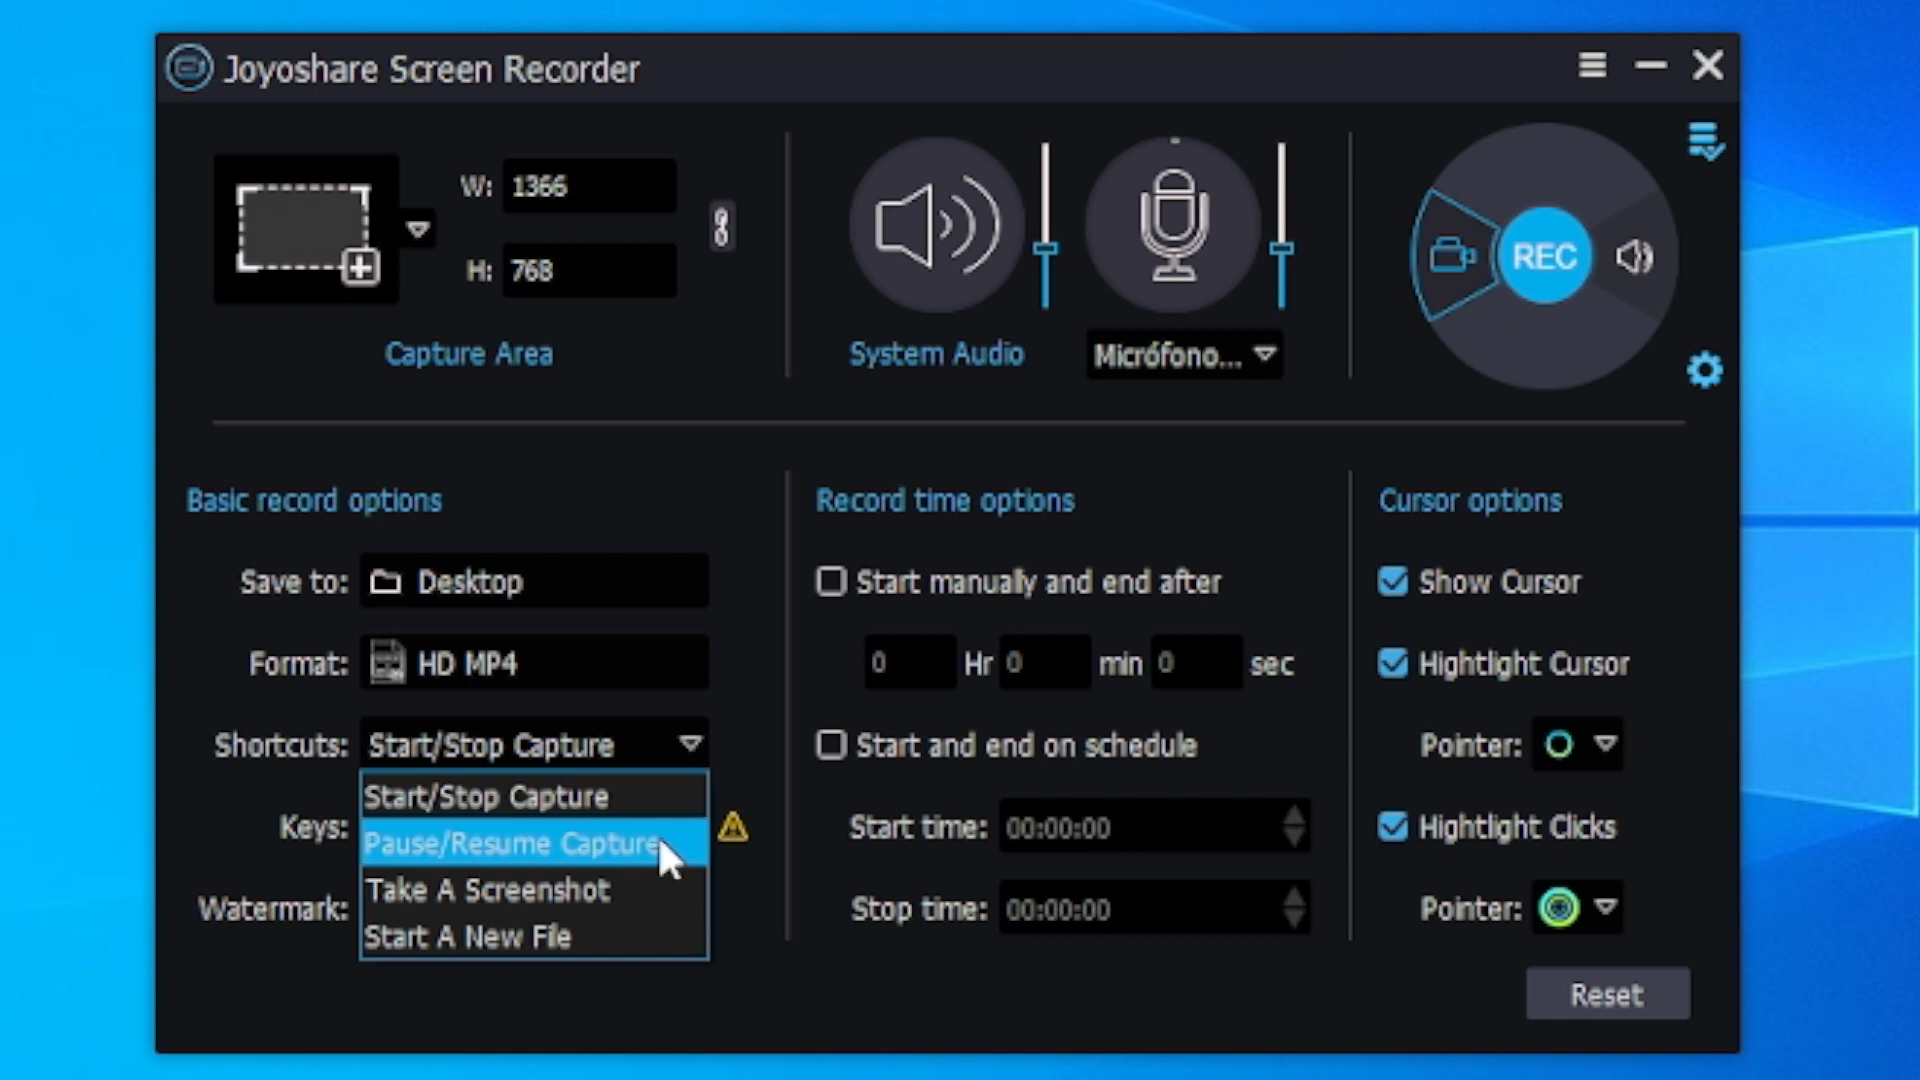 Joyoshare Screen Recorder
W: 1366
H: 768
Capture Area
System Audio
Micrófono...
REC
Basic record options
Save to: Desktop
Format: HD MP4
Shortcuts: Start/Stop Capture
Start/Stop Capture
Keys:
Pause/Resume Capture
Take A Screenshot
Watermark:
Start A New File
Record time options
Start manually and end after
0 Hr 0 min 0 sec
Start and end on schedule
Start time: 00:00:00
Stop time: 00:00:00
Cursor options
Show Cursor
Hightlight Cursor
Pointer:
Hightlight Clicks
Pointer:
Reset